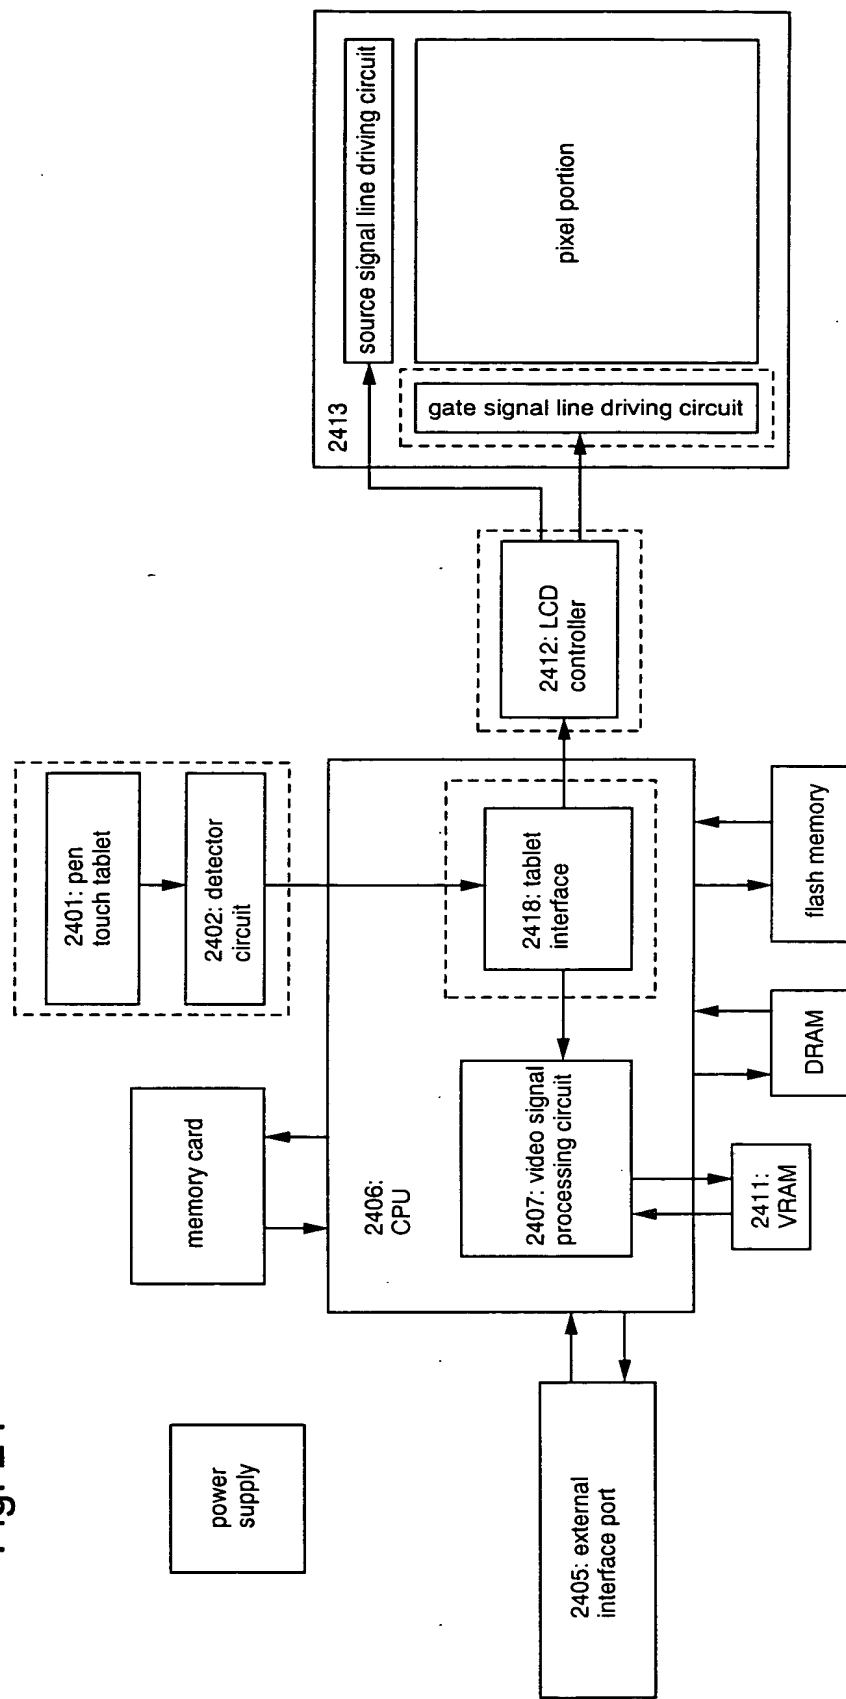 power
supply
memory card
2401: pen
touch tablet
2402: detector
circuit
2406:
CPU
2405: external
interface port
2407: video signal
processing circuit
2418: tablet
interface
2411:
VRAM
DRAM
flash memory
2412: LCD
controller
2413
source signal line driving circuit
gate signal line driving circuit
pixel portion